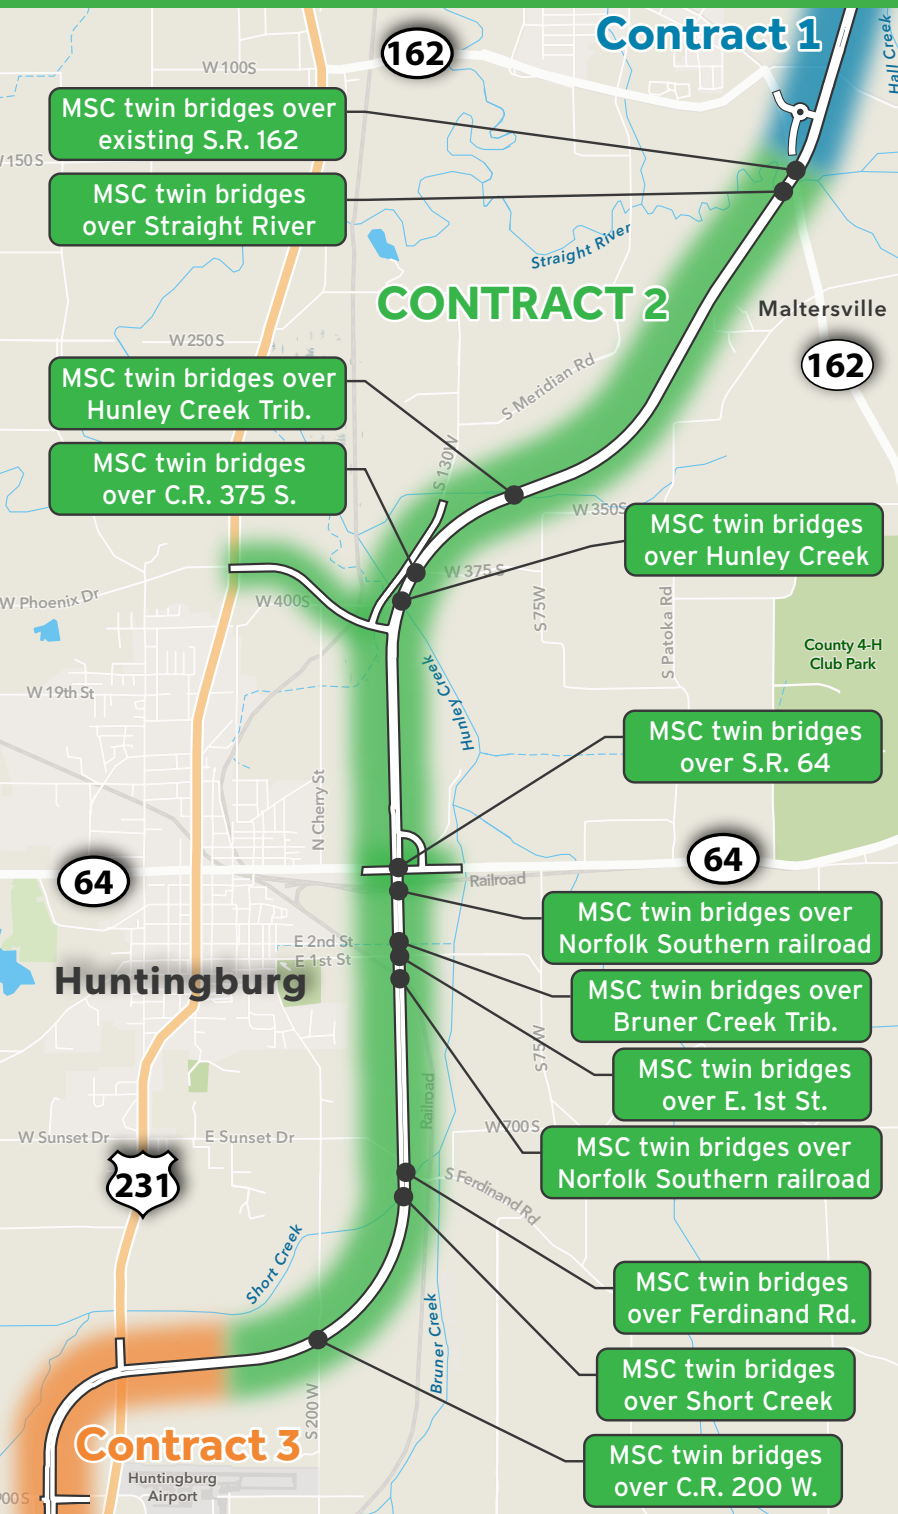 Contract 1
Hall Creek
162
W 100 S
MSC twin bridges over
existing S.R. 162
W 150 S
MSC twin bridges
over Straight River
Straight River
CONTRACT 2
Maltersville
162
W 250 S
MSC twin bridges over
Hunley Creek Trib.
S Meridian Rd
S 130W
MSC twin bridges
over C.R. 375 S.
W 350S
MSC twin bridges
over Hunley Creek
W 375 S
W Phoenix Dr
W 400S
S 75W
S Patoka Rd
County 4-H
Club Park
Hunley Creek
W 19th St
MSC twin bridges
over S.R. 64
N Cherry St
64
64
Railroad
MSC twin bridges over
Norfolk Southern railroad
E 2nd St
E 1st St
Huntingburg
MSC twin bridges over
Bruner Creek Trib.
S 75W
MSC twin bridges
over E. 1st St.
Railroad
W Sunset Dr
E Sunset Dr
W 700 S
MSC twin bridges over
Norfolk Southern railroad
231
S Ferdinand Rd
Short Creek
MSC twin bridges
over Ferdinand Rd.
Bruner Creek
MSC twin bridges
over Short Creek
S 200 W
Contract 3
MSC twin bridges
over C.R. 200 W.
Huntingburg
Airport
00 S